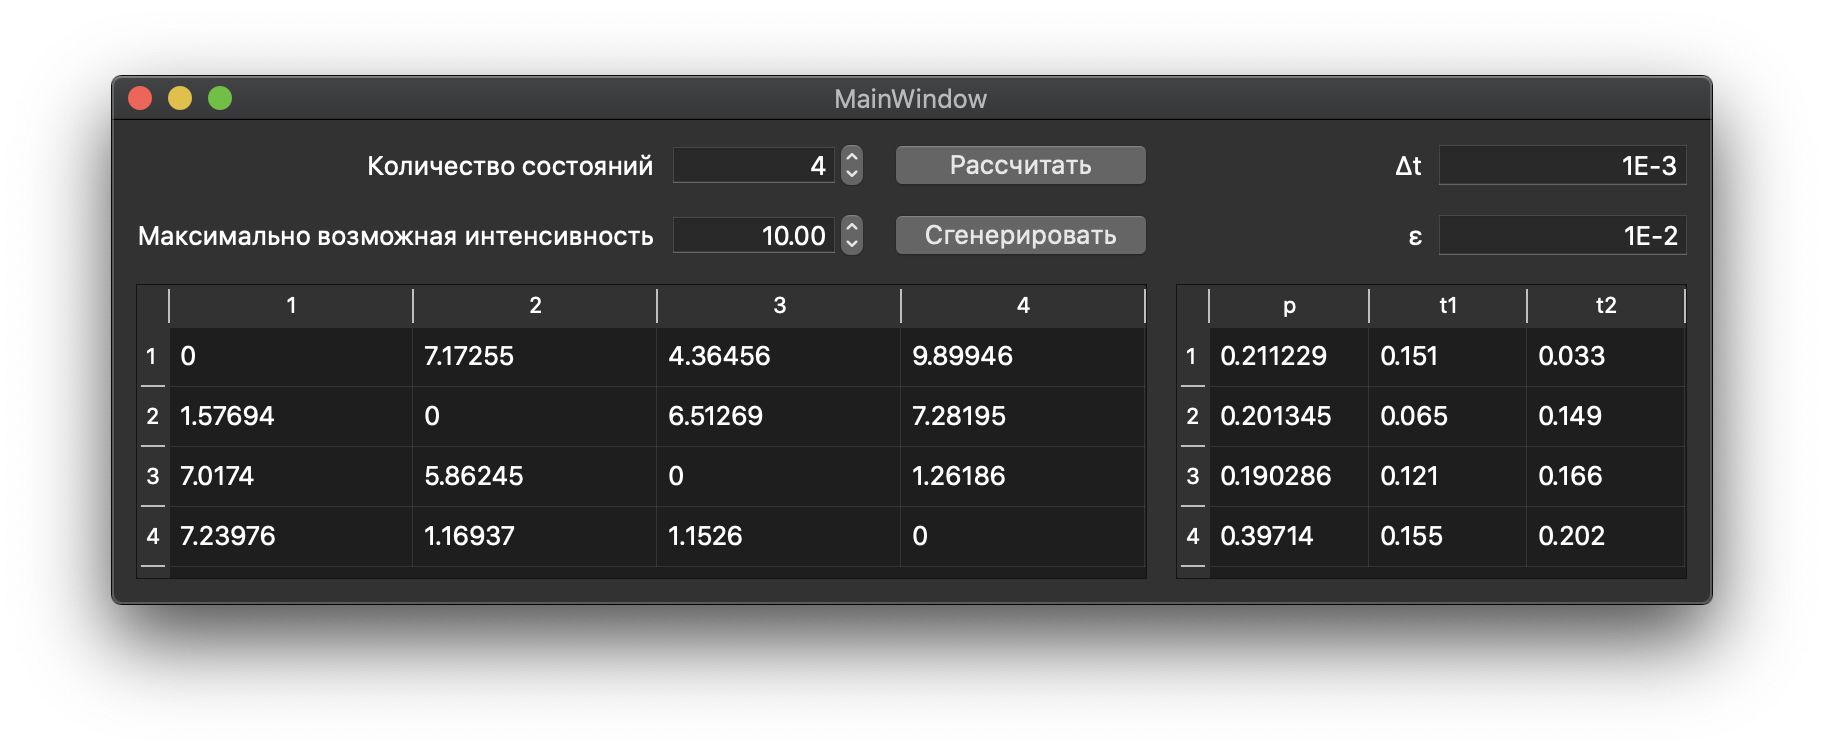 MainWindow
Количество состояний 4 Рассчитать Δt 1E-3
Максимально возможная интенсивность 10.00 Сгенерировать ε 1E-2
1 2 3 4 p t1 t2
1 0 7.17255 4.36456 9.89946 1 0.211229 0.151 0.033
2 1.57694 0 6.51269 7.28195 2 0.201345 0.065 0.149
3 7.0174 5.86245 0 1.26186 3 0.190286 0.121 0.166
4 7.23976 1.16937 1.1526 0 4 0.39714 0.155 0.202